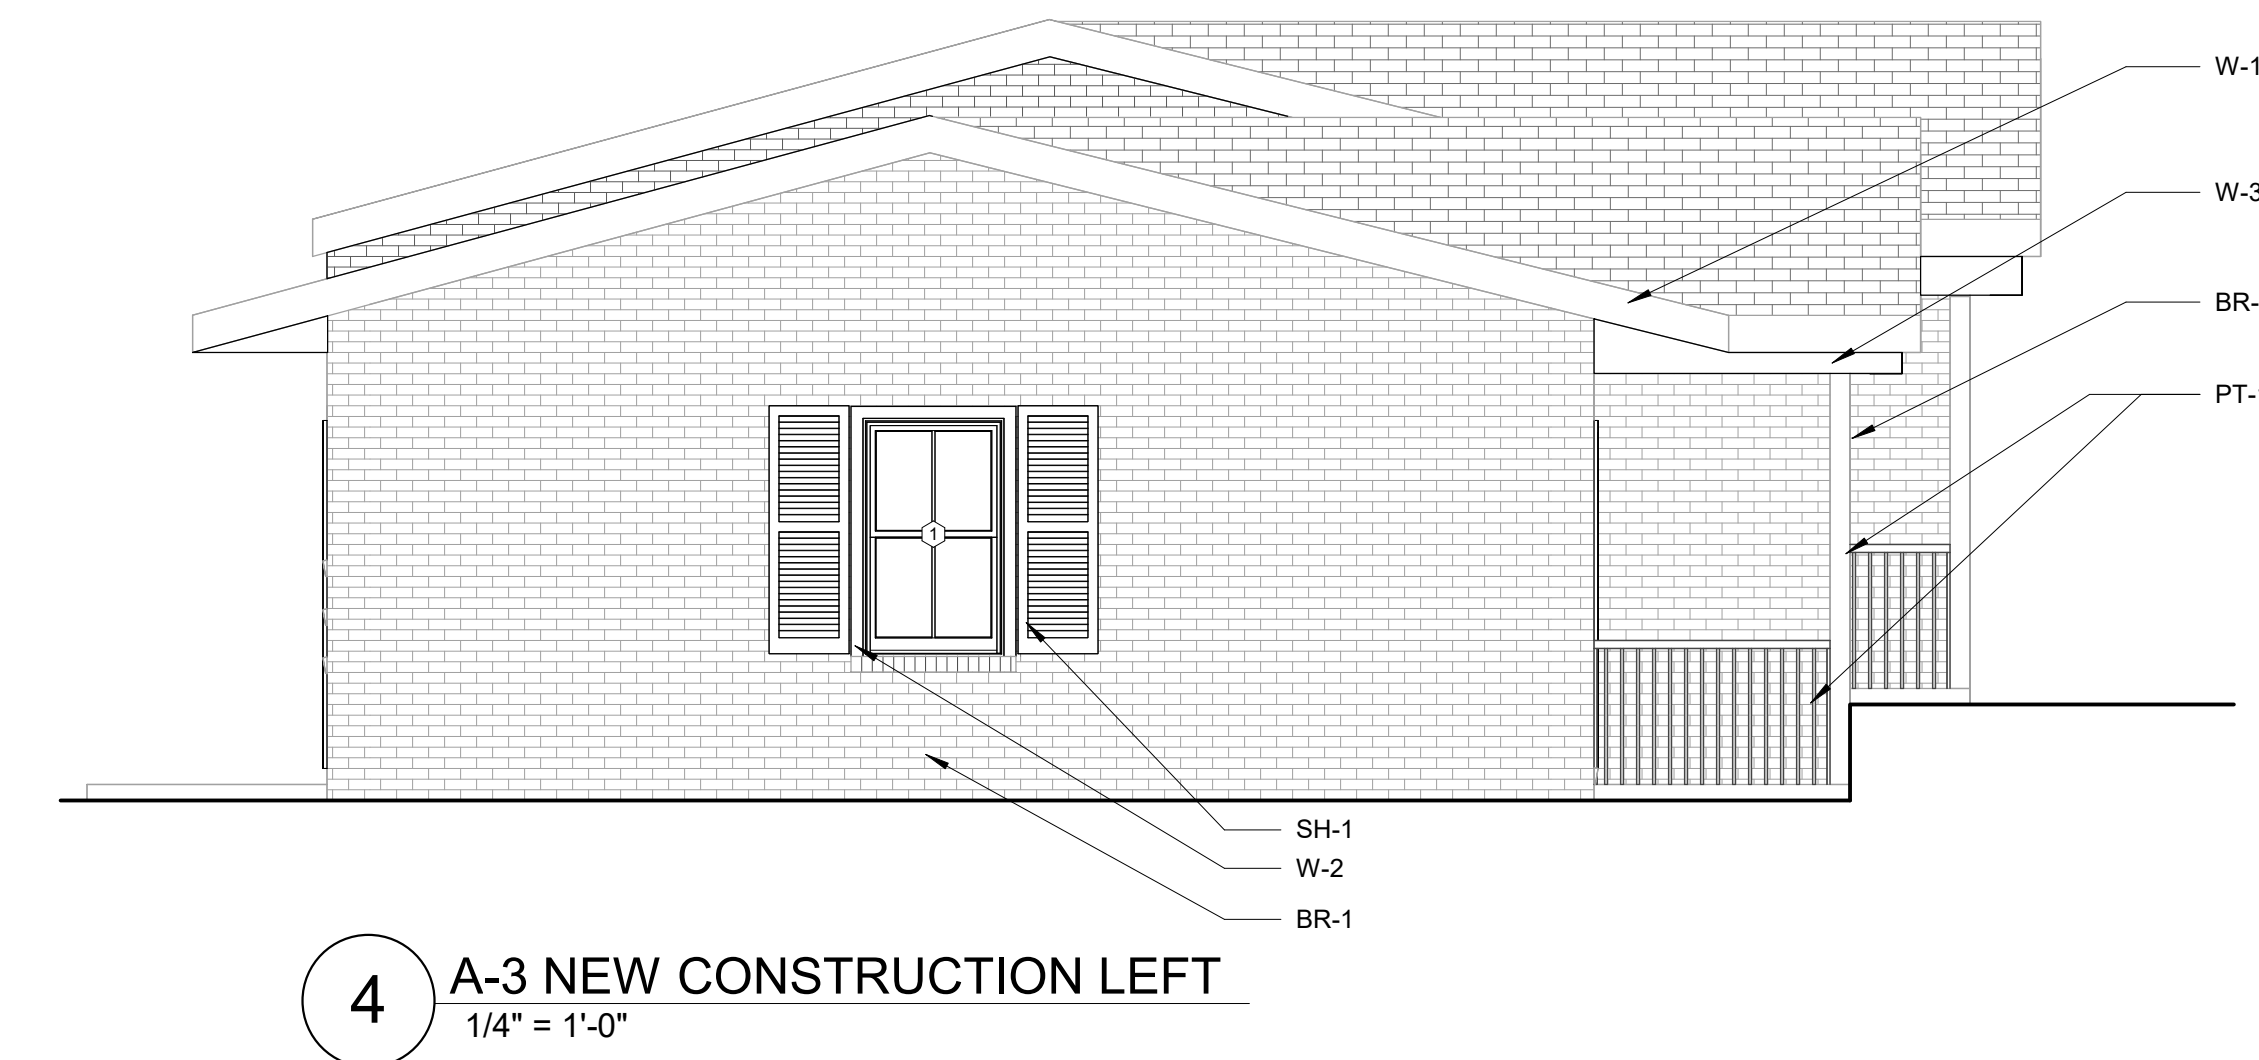 W-1
W-3
BR-
PT-
1
SH-1
W-2
BR-1
4
A-3 NEW CONSTRUCTION LEFT
1/4" = 1'-0"